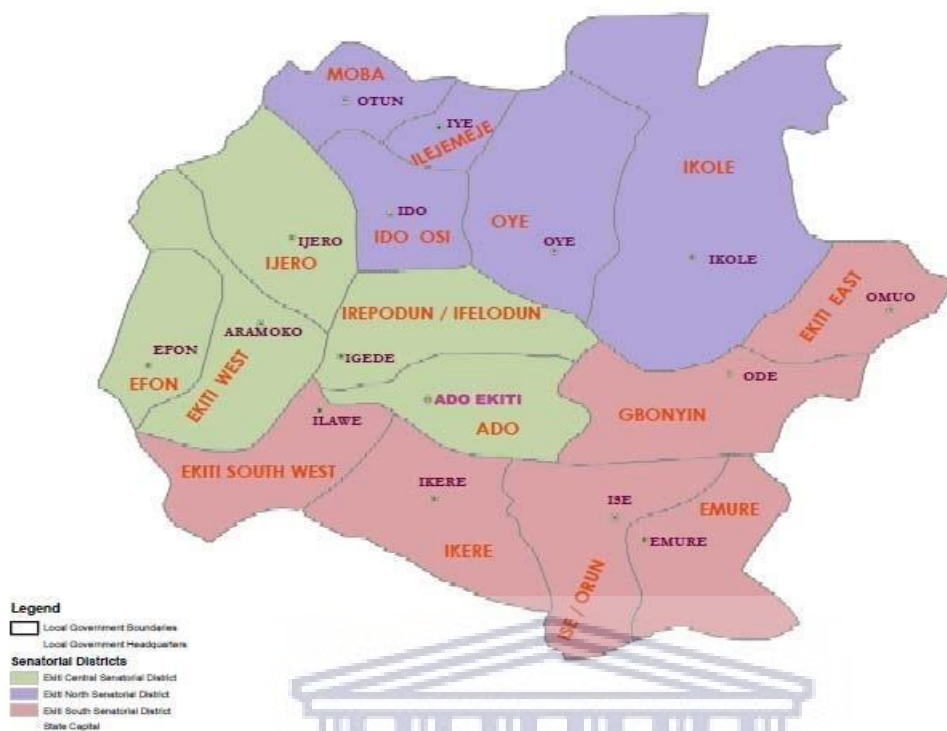 MOBA
OTUN
IYE
ILEJEMEJE
IKOLE
IDO
IDO OSI
OYE
OYE
IJERO
IJERO
IKOLE
EKITI EAST
OMUO
IREPODUN / IFELODUN
ARAMOKO
EFON
EFON
EKITI WEST
IGEDE
ODE
ADO EKITI
ADO
GBONYIN
ILAWE
EKITI SOUTH WEST
IKERE
IKERE
ISE
EMURE
EMURE
ISE / ORUN
Legend
Local Government Boundaries
Local Government Headquarters
Senatorial Districts
Ekiti Central Senatorial District
Ekiti North Senatorial District
Ekiti South Senatorial District
State Capital